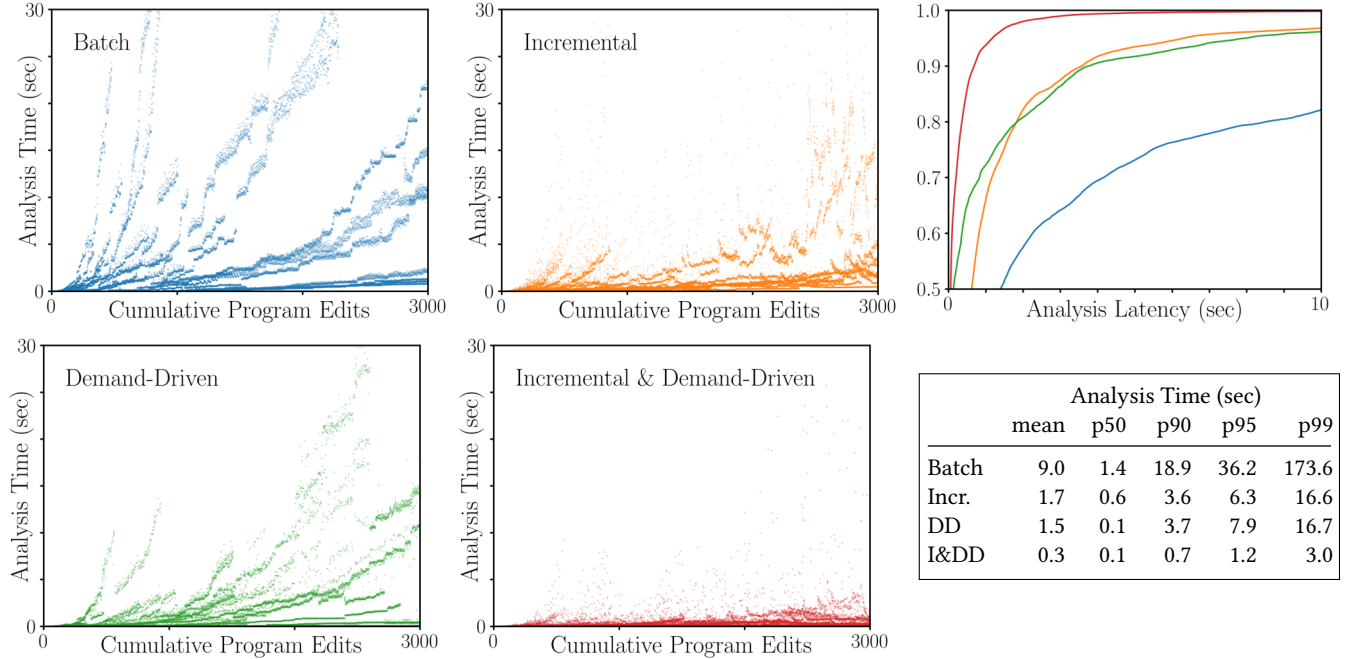 30
Batch
Analysis Time (sec)
0
Cumulative Program Edits
3000
30
Incremental
Analysis Time (sec)
0
Cumulative Program Edits
3000
1.0
0.9
0.8
0.7
0.6
0.5
0
Analysis Latency (sec)
10
30
Demand-Driven
Analysis Time (sec)
0
0
Cumulative Program Edits
3000
30
Incremental & Demand-Driven
Analysis Time (sec)
0
0
Cumulative Program Edits
3000
Analysis Time (sec)
mean p50 p90 p95 p99
Batch 9.0 1.4 18.9 36.2 173.6
Incr. 1.7 0.6 3.6 6.3 16.6
DD 1.5 0.1 3.7 7.9 16.7
I&DD 0.3 0.1 0.7 1.2 3.0